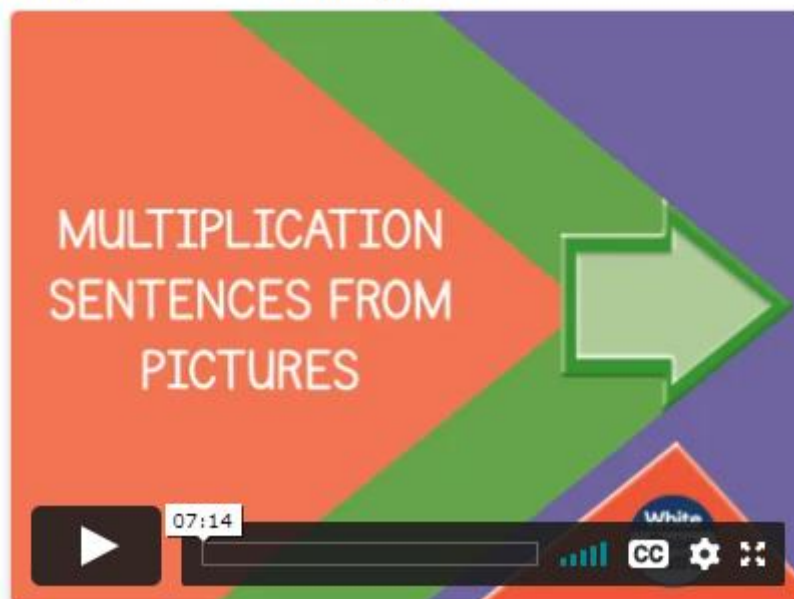 MULTIPLICATION
SENTENCES FROM
PICTURES
White
07:14
CC